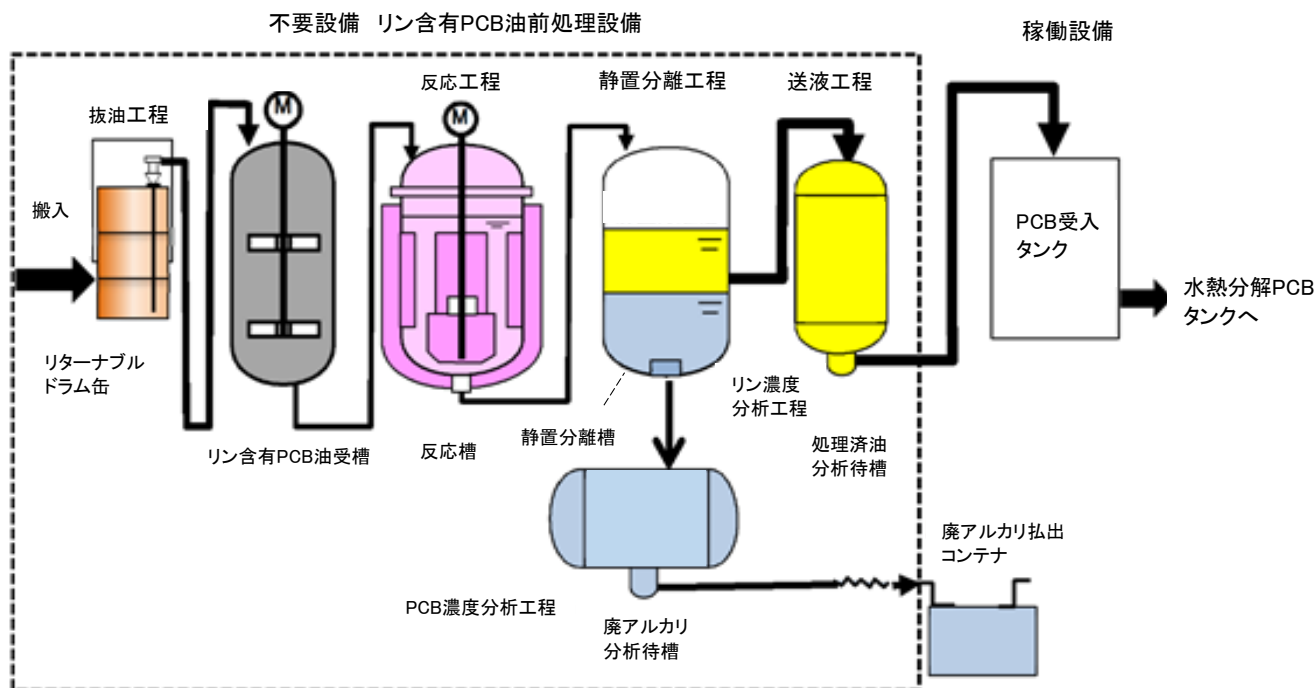 不要設備 リン含有PCB油前処理設備
稼働設備
抜油工程
反応工程
静置分離工程
送液工程
M
M
搬入
リターナブル
ドラム缶
リン含有PCB油受槽
反応槽
静置分離槽
リン濃度
分析工程
処理済油
分析待槽
PCB受入
タンク
水熱分解PCB
タンクへ
PCB濃度分析工程
廃アルカリ
分析待槽
廃アルカリ払出
コンテナ